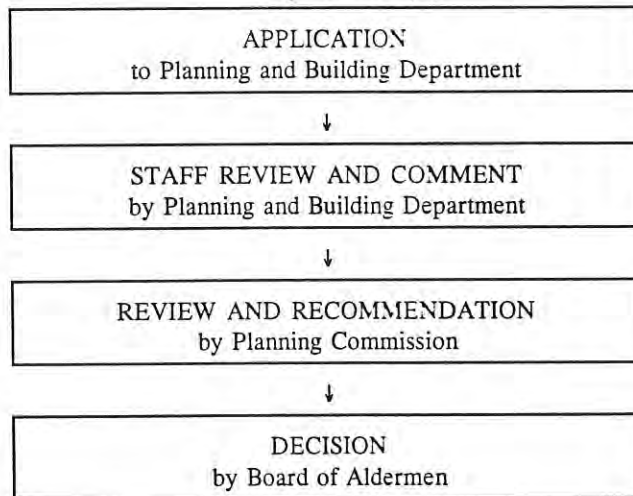 APPLICATION
to Planning and Building Department
↓
STAFF REVIEW AND COMMENT
by Planning and Building Department
↓
REVIEW AND RECOMMENDATION
by Planning Commission
↓
DECISION
by Board of Aldermen